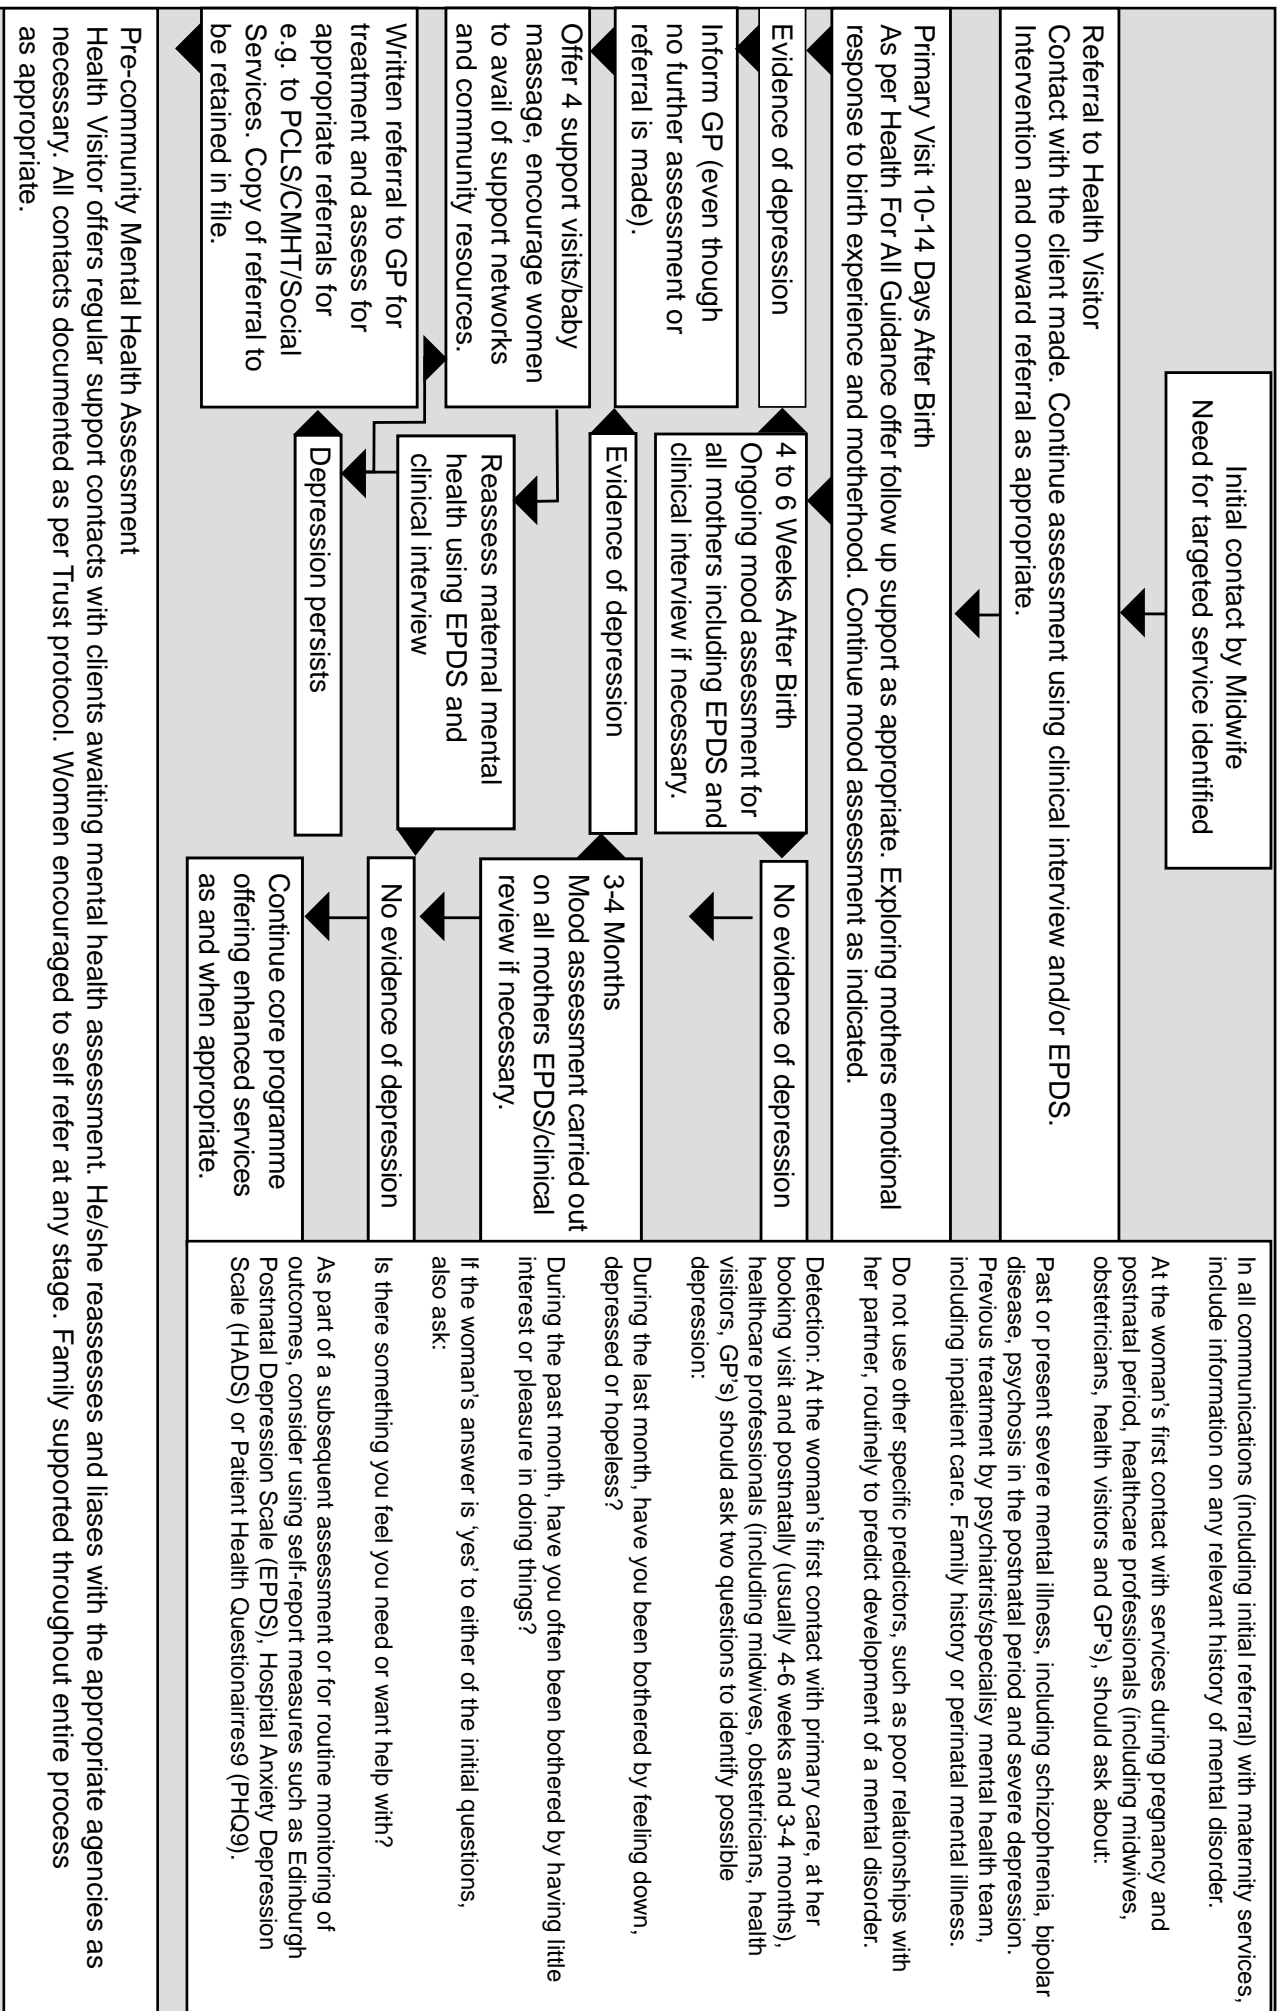 Initial contact by Midwife
Need for targeted service identified
Referral to Health Visitor
Contact with the client made. Continue assessment using clinical interview and/or EPDS.
Intervention and onward referral as appropriate.
Primary Visit 10-14 Days After Birth
As per Health For All Guidance offer follow up support as appropriate. Exploring mothers emotional
response to birth experience and motherhood. Continue mood assessment as indicated.
Evidence of depression
4 to 6 Weeks After Birth
Ongoing mood assessment for
all mothers including EPDS and
clinical interview if necessary.
No evidence of depression
Inform GP (even though
no further assessment or
referral is made).
Evidence of depression
3-4 Months
Mood assessment carried out
on all mothers EPDS/clinical
review if necessary.
Offer 4 support visits/baby
massage, encourage women
to avail of support networks
and community resources.
Reassess maternal mental
health using EPDS and
clinical interview
No evidence of depression
Written referral to GP for
treatment and assess for
appropriate referrals for
e.g. to PCLS/CMHT/Social
Services. Copy of referral to
be retained in file.
Depression persists
Continue core programme
offering enhanced services
as and when appropriate.
In all communications (including initial referral) with maternity services,
include information on any relevant history of mental disorder.
At the woman's first contact with services during pregnancy and
postnatal period, healthcare professionals (including midwives,
obstetricians, health visitors and GP's), should ask about:
Past or present severe mental illness, including schizophrenia, bipolar
disease, psychosis in the postnatal period and severe depression.
Previous treatment by psychiatrist/specialisy mental health team,
including inpatient care. Family history or perinatal mental illness.
Do not use other specific predictors, such as poor relationships with
her partner, routinely to predict development of a mental disorder.
Detection: At the woman's first contact with primary care, at her
booking visit and postnatally (usually 4-6 weeks and 3-4 months),
healthcare professionals (including midwives, obstetricians, health
visitors, GP's) should ask two questions to identify possible
depression:
During the last month, have you been bothered by feeling down,
depressed or hopeless?
During the past month, have you often been bothered by having little
interest or pleasure in doing things?
If the woman's answer is ‘yes’ to either of the initial questions,
also ask:
Is there something you feel you need or want help with?
As part of a subsequent assessment or for routine monitoring of
outcomes, consider using self-report measures such as Edinburgh
Postnatal Depression Scale (EPDS), Hospital Anxiety Depression
Scale (HADS) or Patient Health Questionairres9 (PHQ9).
Pre-community Mental Health Assessment
Health Visitor offers regular support contacts with clients awaiting mental health assessment. He/she reassesses and liases with the appropriate agencies as
necessary. All contacts documented as per Trust protocol. Women encouraged to self refer at any stage. Family supported throughout entire process
as appropriate.